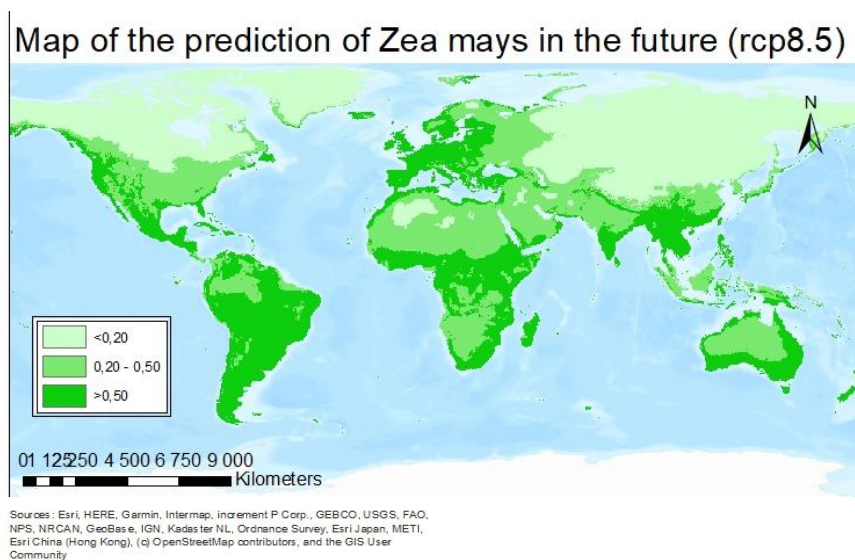 Map of the prediction of Zea mays in the future (rcp8.5)
N
<0,20
0,20 - 0,50
>0,50
01 1252250 4 500 6 750 9 000
Kilometers
Sources: Esri, HERE, Garmin, Intermap, increment P Corp., GEBCO, USGS, FAO,
NPS, NRCAN, GeoBase, IGN, Kadaster NL, Ordnance Survey, Esri Japan, METI,
Esri China (Hong Kong), (c) OpenStreetMap contributors, and the GIS User
Community